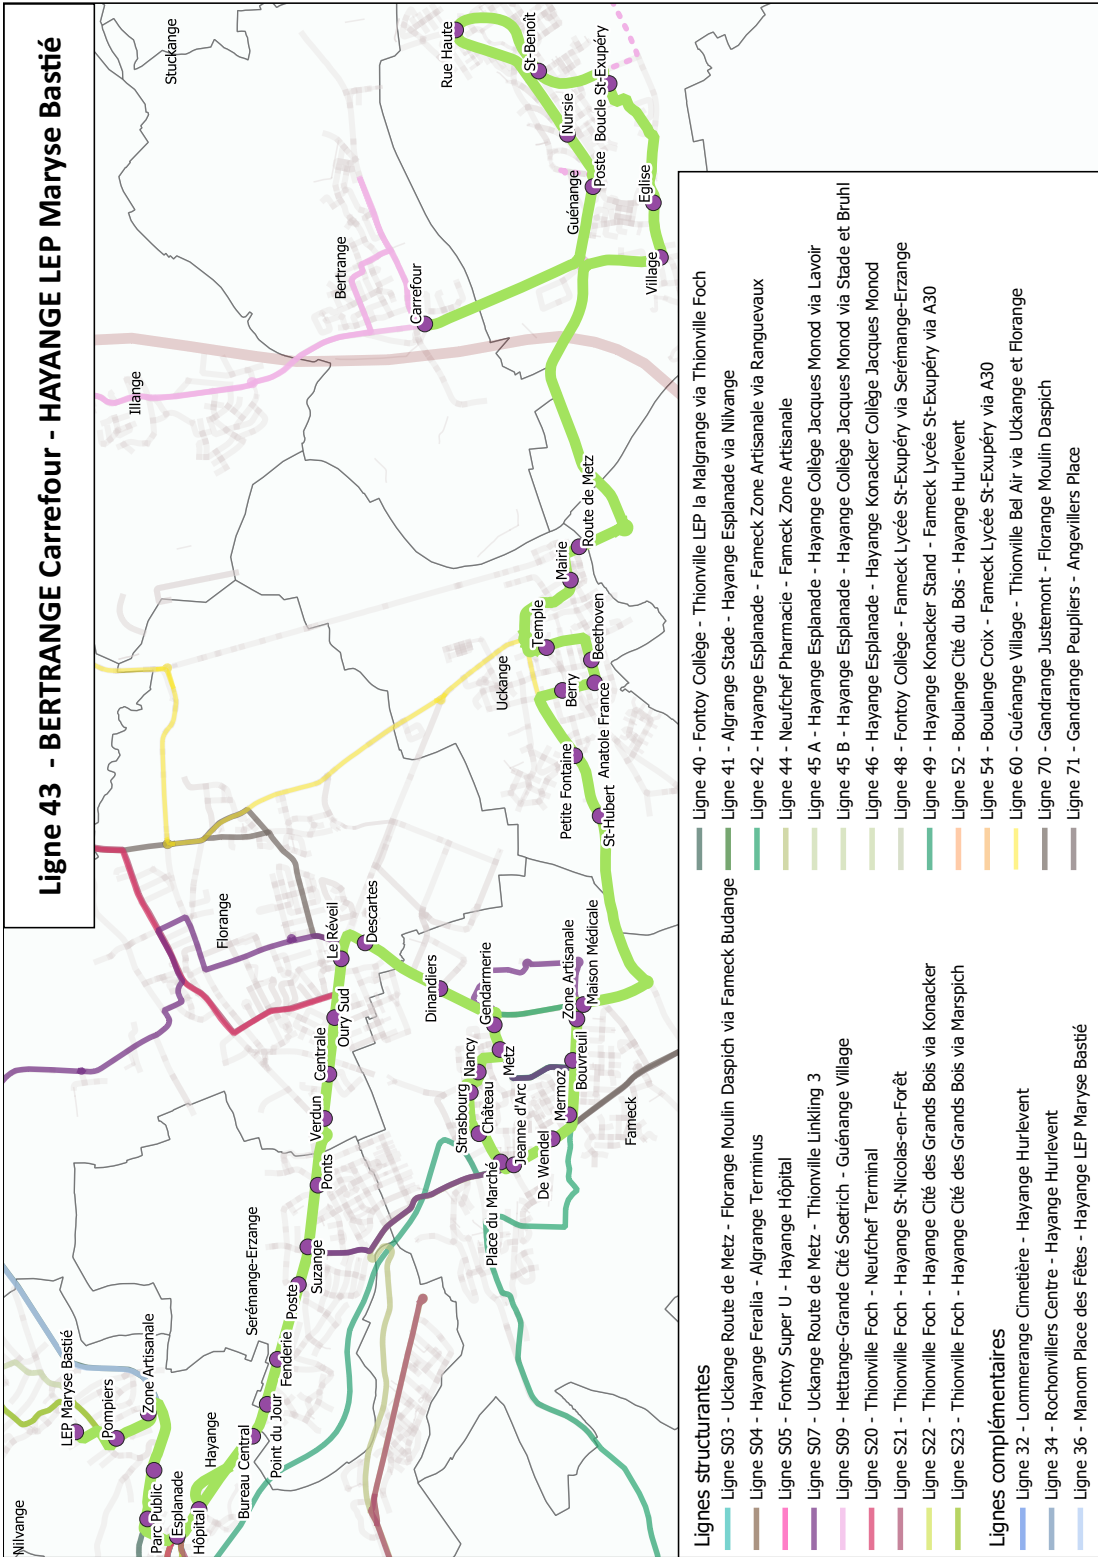 Ligne 43 - BERTRANGE Carrefour - HAYANGE LEP Maryse Bastié
Nilvange
LEP Maryse Bastié
Pompiers
Zone Artisanale
Parc Public
Esplanade
Hôpital
Hayange
Bureau Central
Point du Jour
Fenderie
Serémange-Erzange
Poste
Suzange
Ponts
Verdun
Centrale
Oury Sud
Le Réveil
Florange
Descartes
Dinandiers
Gendarmerie
Metz
Nancy
Strasbourg
Château
Jeanne d'Arc
Place du Marché
De Wendel
Mermoz
Bouvreuil
Fameck
Zone Artisanale
Maison Médicale
St-Hubert
Petite Fontaine
Anatole France
Berry
Beethoven
Uckange
Temple
Mairie
Route de Metz
Illange
Bertrange
Carrefour
Stuckange
Village
Eglise
Guénange
Poste
Nursie
Boucle St-Exupéry
St-Benoît
Rue Haute
Lignes structurantes
Ligne S03 - Uckange Route de Metz - Florange Moulin Daspich via Fameck Budange
Ligne S04 - Hayange Feralia - Algrange Terminus
Ligne S05 - Fontoy Super U - Hayange Hôpital
Ligne S07 - Uckange Route de Metz - Thionville Linkling 3
Ligne S09 - Hettange-Grande Cité Soetrich - Guénange Village
Ligne S20 - Thionville Foch - Neufchef Terminal
Ligne S21 - Thionville Foch - Hayange St-Nicolas-en-Forêt
Ligne S22 - Thionville Foch - Hayange Cité des Grands Bois via Konacker
Ligne S23 - Thionville Foch - Hayange Cité des Grands Bois via Marspich
Lignes complémentaires
Ligne 32 - Lommerange Cimetière - Hayange Hurlevent
Ligne 34 - Rochonvillers Centre - Hayange Hurlevent
Ligne 36 - Manom Place des Fêtes - Hayange LEP Maryse Bastié
Ligne 40 - Fontoy Collège - Thionville LEP la Malgrange via Thionville Foch
Ligne 41 - Algrange Stade - Hayange Esplanade via Nilvange
Ligne 42 - Hayange Esplanade - Fameck Zone Artisanale via Ranguevaux
Ligne 44 - Neufchef Pharmacie - Fameck Zone Artisanale
Ligne 45 A - Hayange Esplanade - Hayange Collège Jacques Monod via Lavoir
Ligne 45 B - Hayange Esplanade - Hayange Collège Jacques Monod via Stade et Bruhl
Ligne 46 - Hayange Esplanade - Hayange Konacker Collège Jacques Monod
Ligne 48 - Fontoy Collège - Fameck Lycée St-Exupéry via Serémange-Erzange
Ligne 49 - Hayange Konacker Stand - Fameck Lycée St-Exupéry via A30
Ligne 52 - Boulange Cité du Bois - Hayange Hurlevent
Ligne 54 - Boulange Croix - Fameck Lycée St-Exupéry via A30
Ligne 60 - Guénange Village - Thionville Bel Air via Uckange et Florange
Ligne 70 - Gandrange Justemont - Florange Moulin Daspich
Ligne 71 - Gandrange Peupliers - Angevillers Place